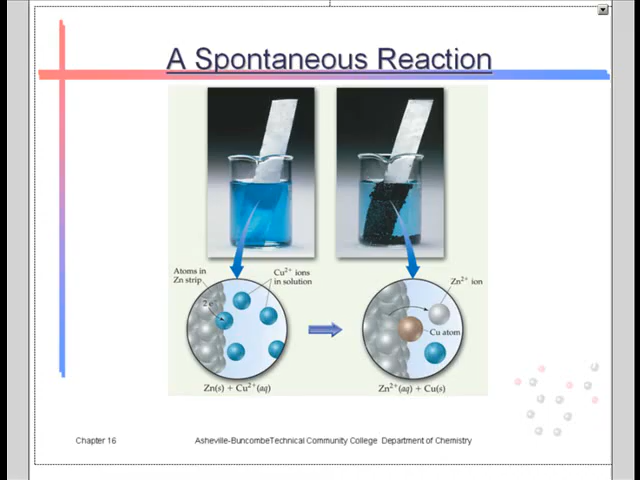 A Spontaneous Reaction
Atoms in
Zn strip
Cu²⁺ ions
in solution
2 e⁻
Zn²⁺ ion
Cu atom
Zn(s) + Cu²⁺(aq)
Zn²⁺(aq) + Cu(s)
Chapter 16
Asheville-BuncombeTechnical Community College Department of Chemistry